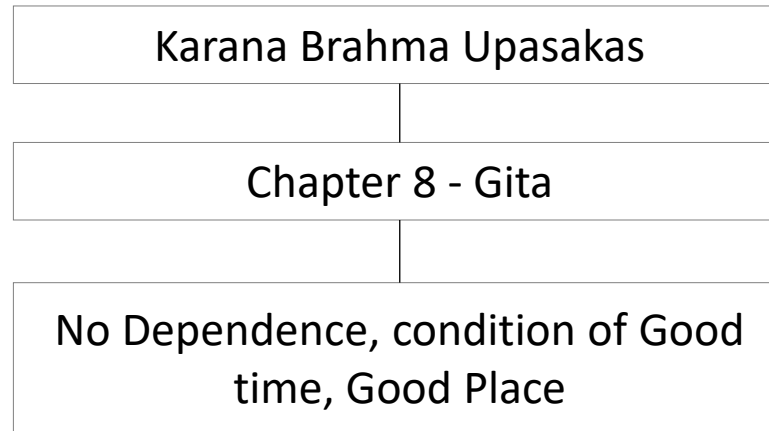 Karana Brahma Upasakas
Chapter 8 - Gita
No Dependence, condition of Good
time, Good Place